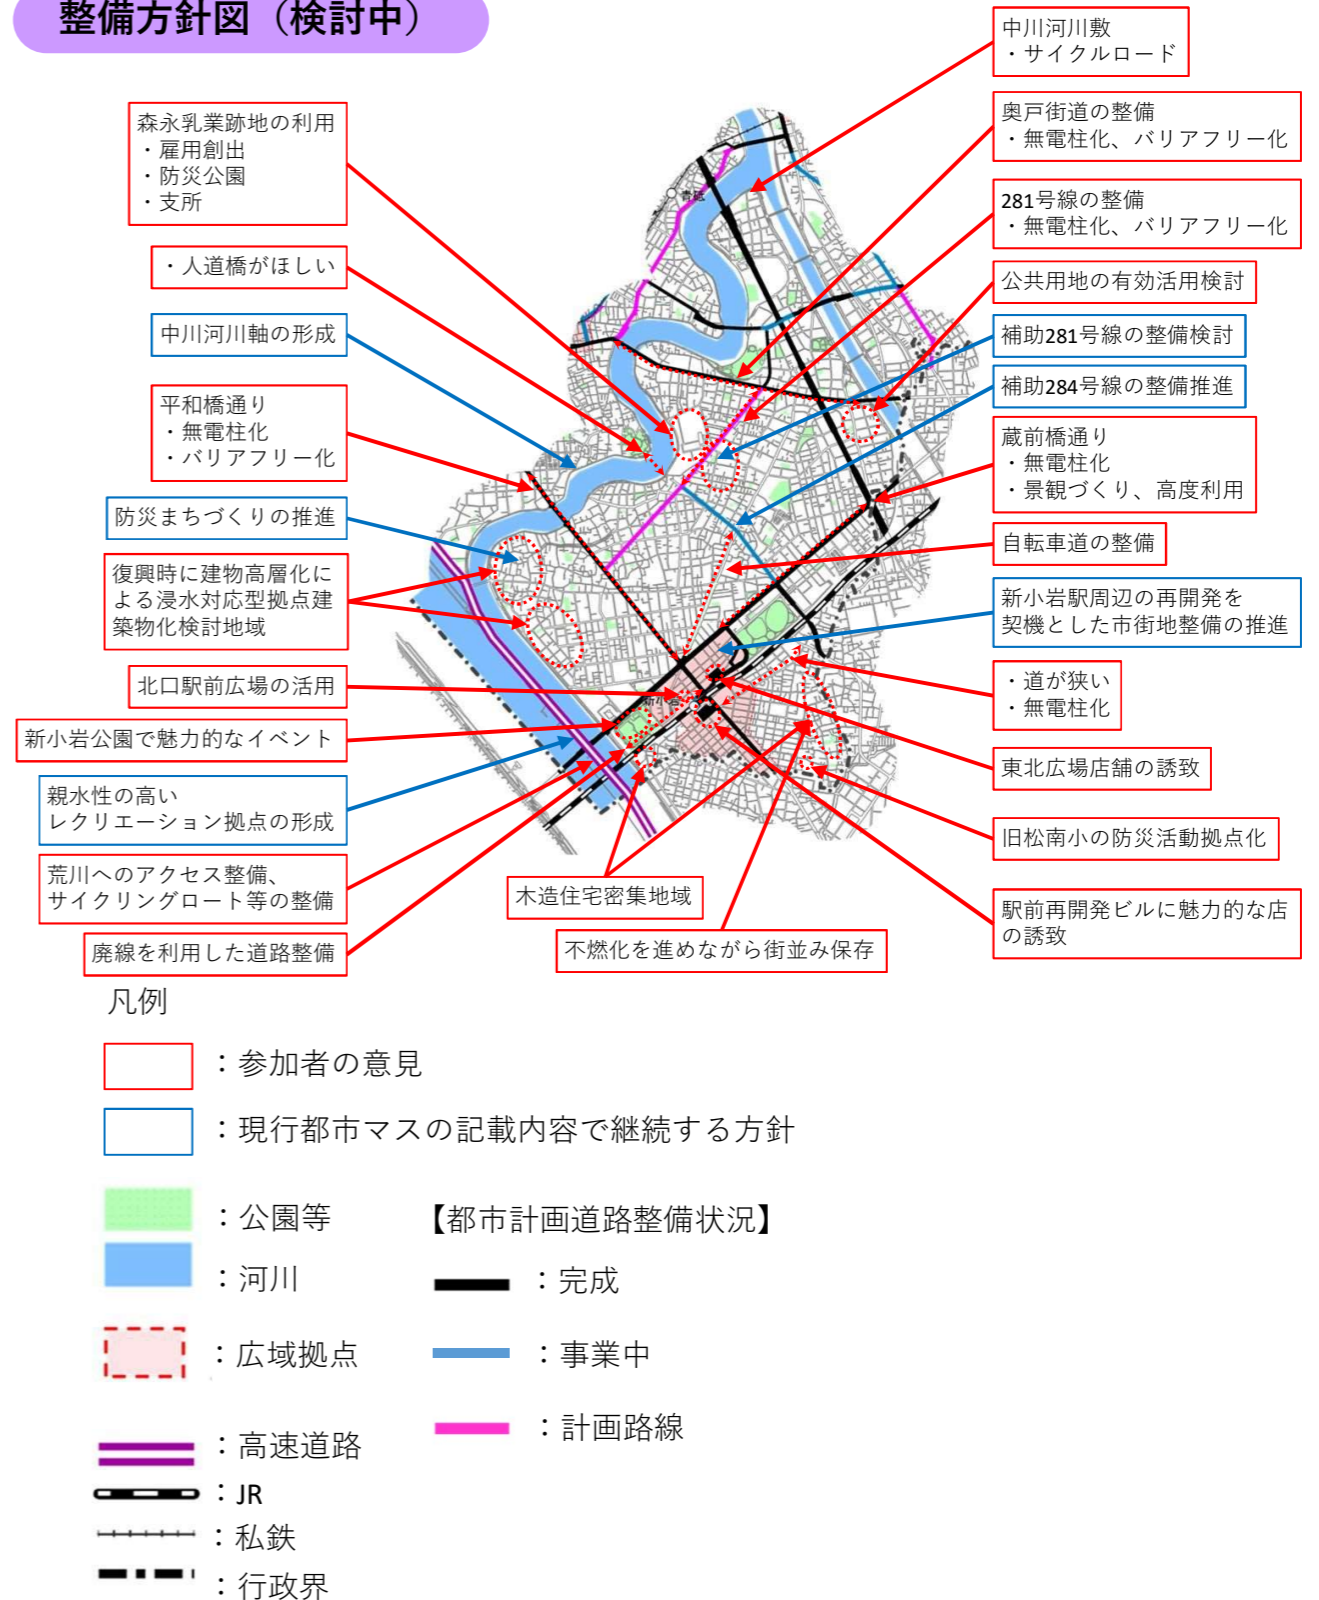 整備方針図（検討中）
森永乳業跡地の利用
・雇用創出
・防災公園
・支所
・人道橋がほしい
中川河川軸の形成
平和橋通り
・無電柱化
・バリアフリー化
防災まちづくりの推進
復興時に建物高層化に
よる浸水対応型拠点建
築物化検討地域
北口駅前広場の活用
新小岩公園で魅力的なイベント
親水性の高い
レクリエーション拠点の形成
荒川へのアクセス整備、
サイクリングロート等の整備
廃線を利用した道路整備
青砥
新小岩
中川河川敷
・サイクルロード
奥戸街道の整備
・無電柱化、バリアフリー化
281号線の整備
・無電柱化、バリアフリー化
公共用地の有効活用検討
補助281号線の整備検討
補助284号線の整備推進
蔵前橋通り
・無電柱化
・景観づくり、高度利用
自転車道の整備
新小岩駅周辺の再開発を
契機とした市街地整備の推進
・道が狭い
・無電柱化
東北広場店舗の誘致
旧松南小の防災活動拠点化
駅前再開発ビルに魅力的な店
の誘致
木造住宅密集地域
不燃化を進めながら街並み保存
凡例
：参加者の意見
：現行都市マスの記載内容で継続する方針
：公園等
：河川
：広域拠点
：高速道路
：JR
：私鉄
：行政界
【都市計画道路整備状況】
：完成
：事業中
：計画路線